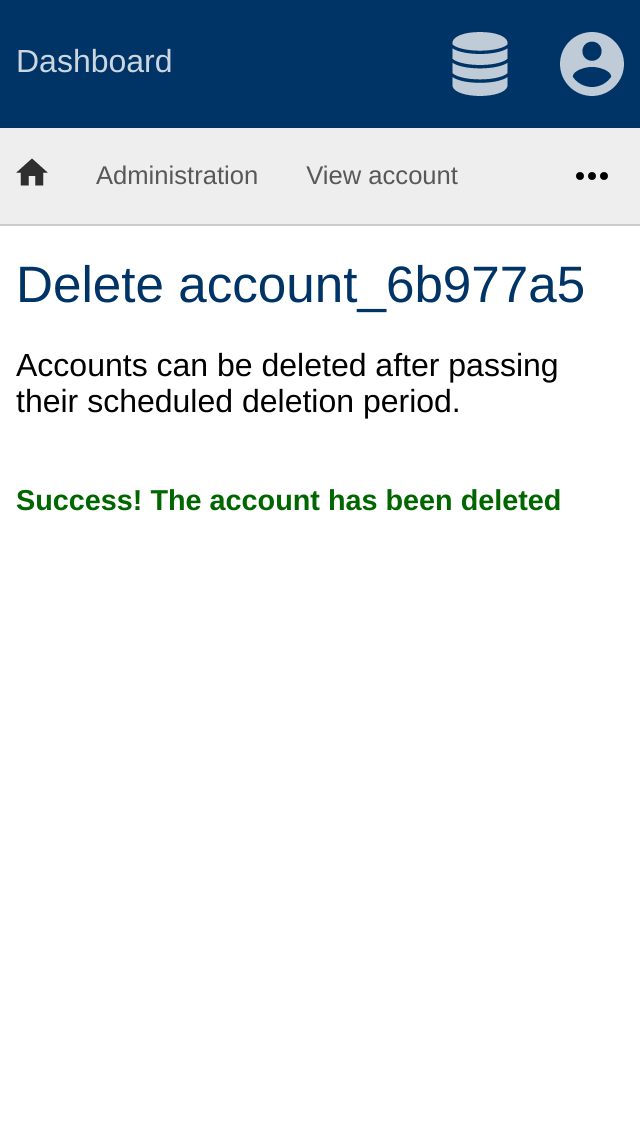 Dashboard
Administration View account
Delete account_6b977a5
Accounts can be deleted after passing
their scheduled deletion period.
Success! The account has been deleted